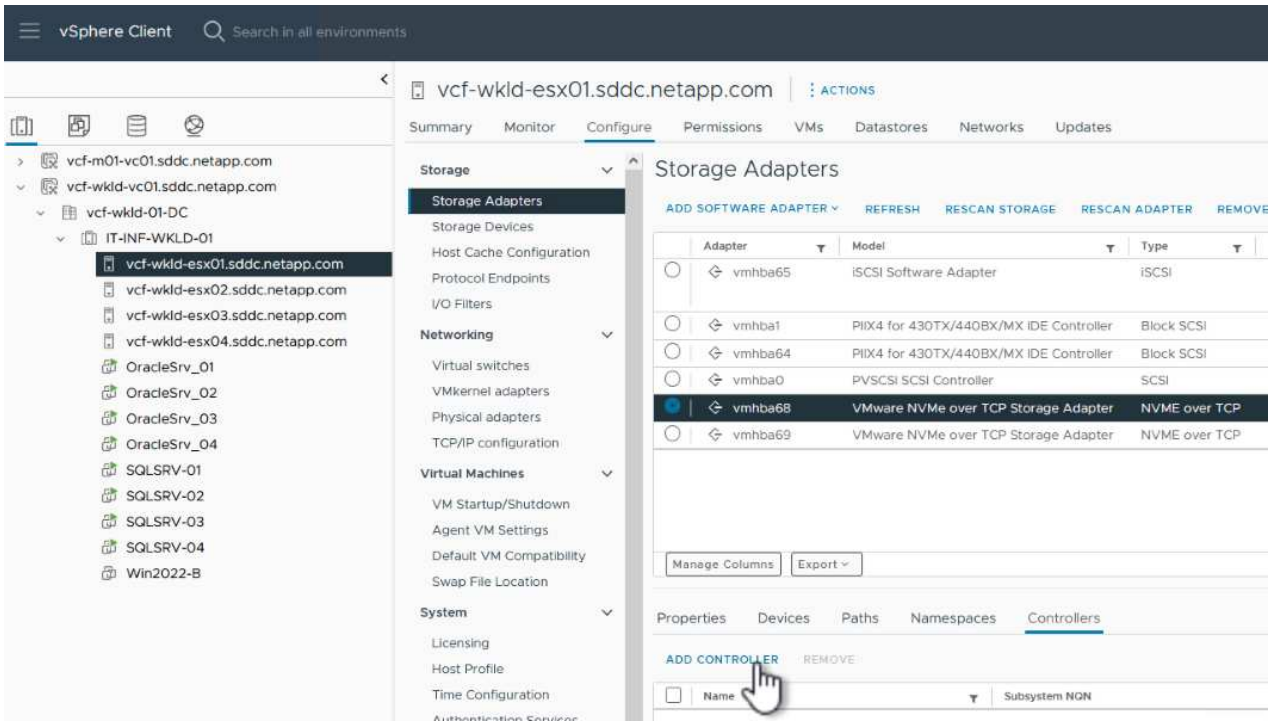 vSphere Client Search in all environments
vcf-wkld-esx01.sddc.netapp.com ACTIONS
Summary Monitor Configure Permissions VMs Datastores Networks Updates
vcf-m01-vc01.sddc.netapp.com
vcf-wkld-vc01.sddc.netapp.com
vcf-wkld-01-DC
IT-INF-WKLD-01
vcf-wkld-esx01.sddc.netapp.com
vcf-wkld-esx02.sddc.netapp.com
vcf-wkld-esx03.sddc.netapp.com
vcf-wkld-esx04.sddc.netapp.com
OracleSrv_01
OracleSrv_02
OracleSrv_03
OracleSrv_04
SQLSRV-01
SQLSRV-02
SQLSRV-03
SQLSRV-04
Win2022-B
Storage
Storage Adapters
Storage Devices
Host Cache Configuration
Protocol Endpoints
I/O Filters
Networking
Virtual switches
VMkernel adapters
Physical adapters
TCP/IP configuration
Virtual Machines
VM Startup/Shutdown
Agent VM Settings
Default VM Compatibility
Swap File Location
System
Licensing
Host Profile
Time Configuration
Authentication Services
Storage Adapters
ADD SOFTWARE ADAPTER REFRESH RESCAN STORAGE RESCAN ADAPTER REMOVE
Adapter Model Type
vmhba65 iSCSI Software Adapter iSCSI
vmhba1 PIIX4 for 430TX/440BX/MX IDE Controller Block SCSI
vmhba64 PIIX4 for 430TX/440BX/MX IDE Controller Block SCSI
vmhba0 PVSCSI SCSI Controller SCSI
vmhba68 VMware NVMe over TCP Storage Adapter NVME over TCP
vmhba69 VMware NVMe over TCP Storage Adapter NVME over TCP
Manage Columns Export
Properties Devices Paths Namespaces Controllers
ADD CONTROLLER REMOVE
Name Subsystem NQN